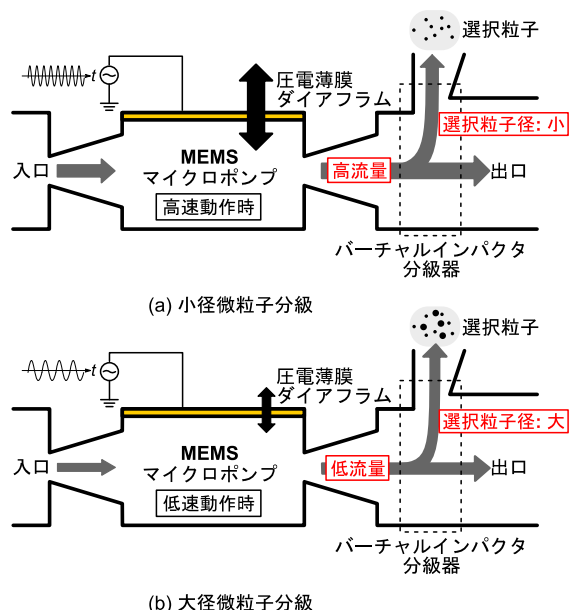 選択粒子
t
圧電薄膜
ダイアフラム
選択粒子径: 小
MEMS
入口
マイクロポンプ
高流量
出口
高速動作時
バーチャルインパクタ
分級器
(a) 小径微粒子分級
選択粒子
t
圧電薄膜
ダイアフラム
選択粒子径: 大
MEMS
入口
マイクロポンプ
低流量
出口
低速動作時
バーチャルインパクタ
分級器
(b) 大径微粒子分級